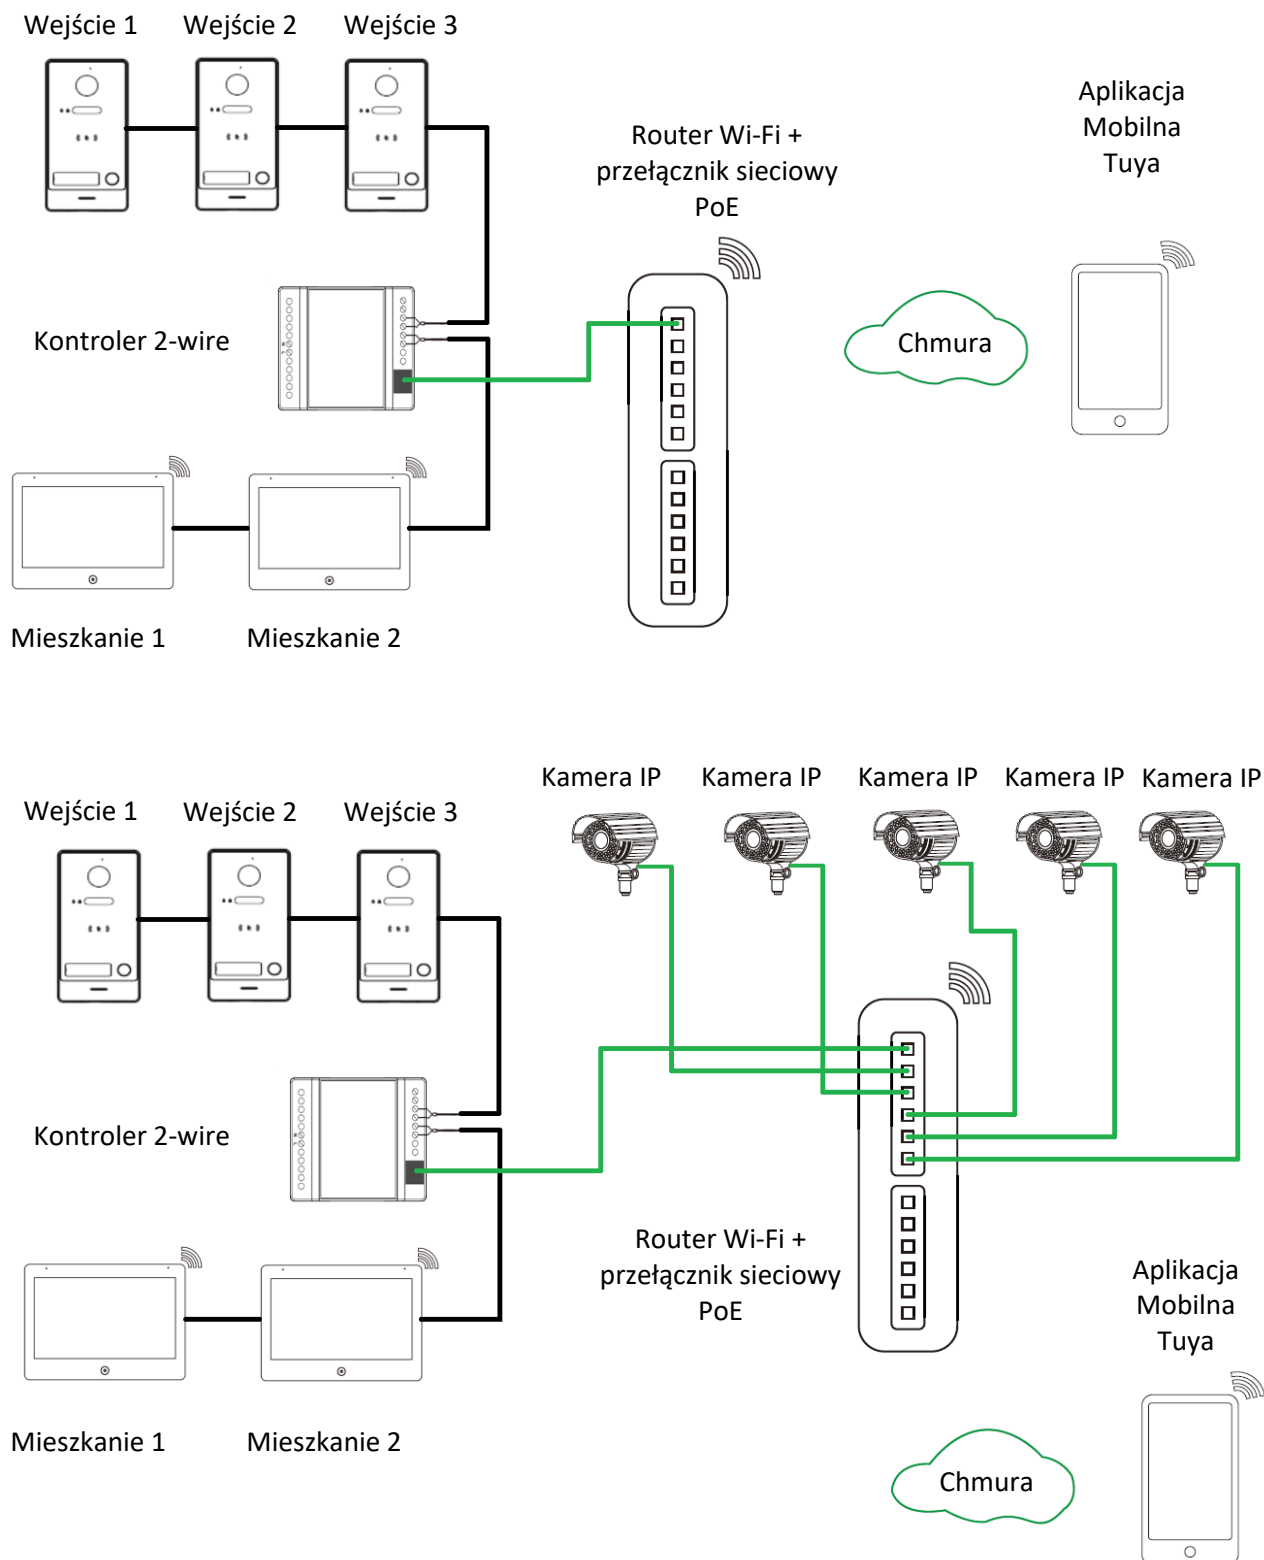 Wejście 1
Wejście 2
Wejście 3
Router Wi-Fi +
przełącznik sieciowy
PoE
Aplikacja
Mobilna
Tuya
Kontroler 2-wire
Chmura
Mieszkanie 1
Mieszkanie 2
Kamera IP
Kamera IP
Kamera IP
Kamera IP
Kamera IP
Wejście 1
Wejście 2
Wejście 3
Kontroler 2-wire
Router Wi-Fi +
przełącznik sieciowy
PoE
Aplikacja
Mobilna
Tuya
Mieszkanie 1
Mieszkanie 2
Chmura